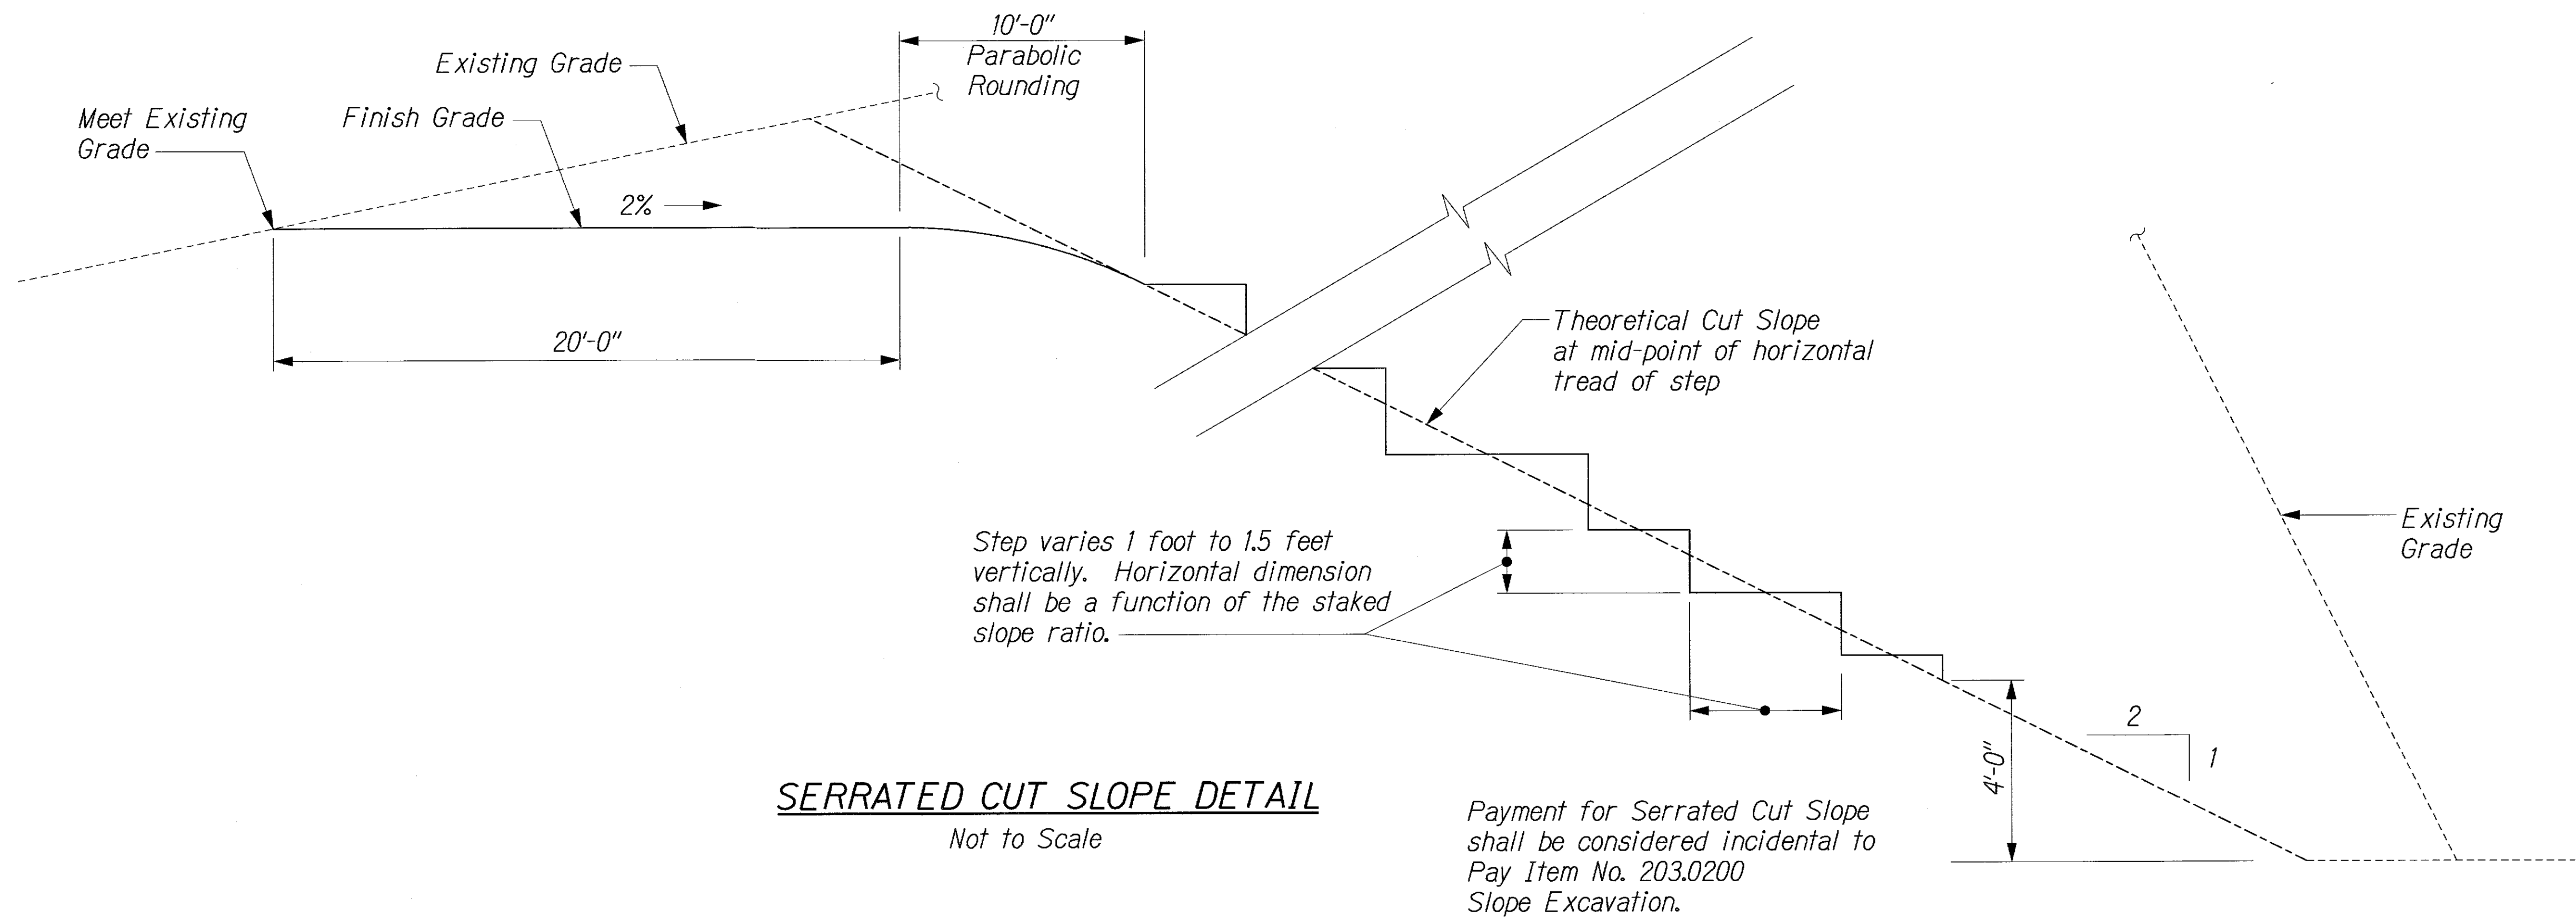 10'-0"
Parabolic
Rounding
Existing Grade
Meet Existing
Grade
Finish Grade
2%
20'-0"
Theoretical Cut Slope
at mid-point of horizontal
tread of step
Step varies 1 foot to 1.5 feet
vertically. Horizontal dimension
shall be a function of the staked
slope ratio.
Existing
Grade
2
1
4'-0"
SERRATED CUT SLOPE DETAIL
Not to Scale
Payment for Serrated Cut Slope
shall be considered incidental to
Pay Item No. 203.0200
Slope Excavation.